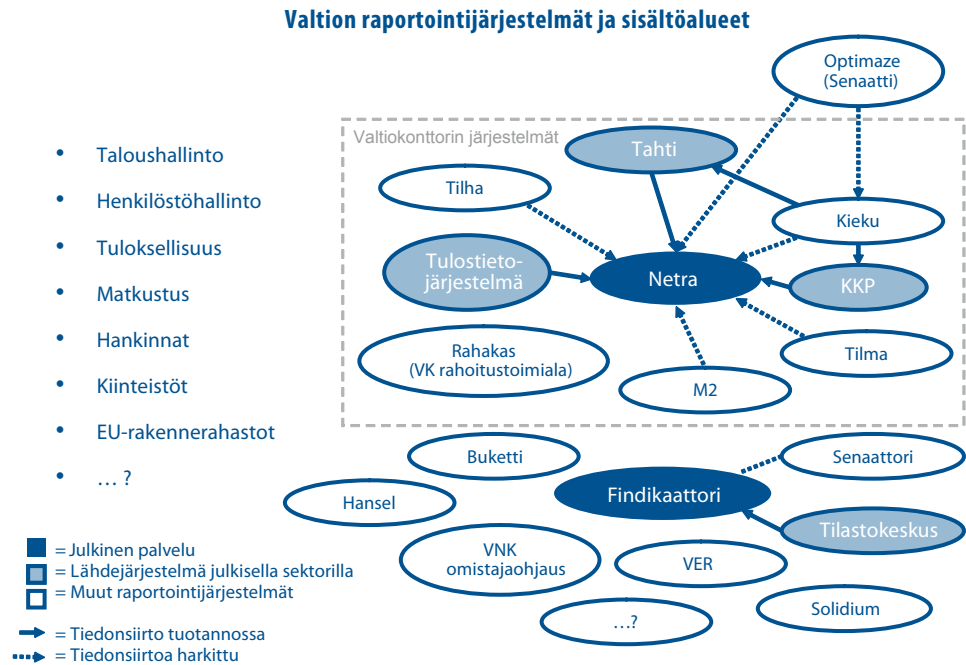 Valtion raportointijärjestelmät ja sisältöalueet
Optimaze
(Senaatti)
Valtiokonttorin järjestelmät
Tahti
Tilha
Kieku
Tulostieto-
järjestelmä
Netra
KKP
Rahakas
(VK rahoitustoimiala)
M2
Tilma
• Taloushallinto
• Henkilöstöhallinto
• Tuloksellisuus
• Matkustus
• Hankinnat
• Kiinteistöt
• EU-rakennerahastot
• … ?
Buketti
Senaattori
Hansel
Findikaattori
Tilastokeskus
VNK
omistajaohjaus
VER
…?
Solidium
= Julkinen palvelu
= Lähdejärjestelmä julkisella sektorilla
= Muut raportointijärjestelmät
= Tiedonsiirto tuotannossa
= Tiedonsiirtoa harkittu